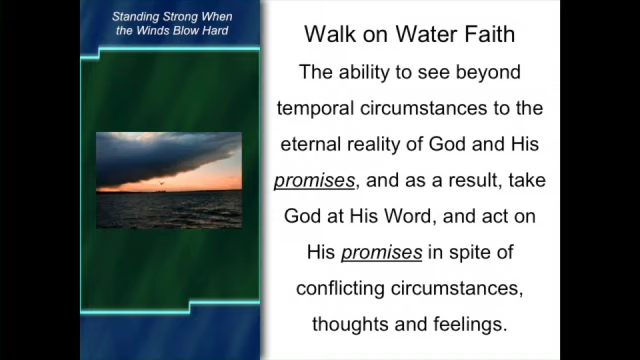 Standing Strong When
the Winds Blow Hard
Walk on Water Faith
The ability to see beyond
temporal circumstances to the
eternal reality of God and His
promises, and as a result, take
God at His Word, and act on
His promises in spite of
conflicting circumstances,
thoughts and feelings.